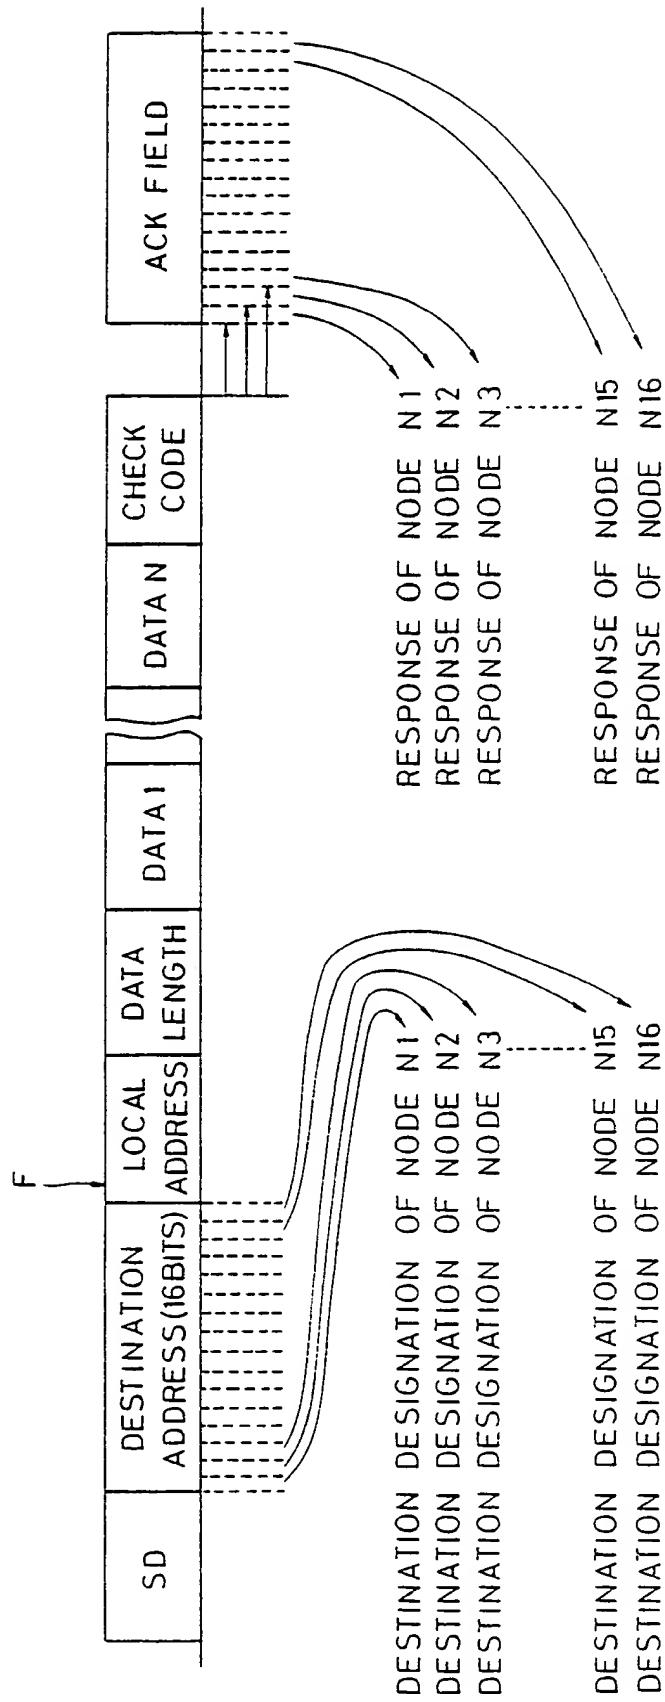 F
SD
DESTINATION
ADDRESS(16BITS)
LOCAL
ADDRESS
DATA
LENGTH
DATA 1
DATA N
CHECK
CODE
ACK FIELD
DESTINATION DESIGNATION OF NODE N1
DESTINATION DESIGNATION OF NODE N2
DESTINATION DESIGNATION OF NODE N3
DESTINATION DESIGNATION OF NODE N15
DESTINATION DESIGNATION OF NODE N16
RESPONSE OF NODE N1
RESPONSE OF NODE N2
RESPONSE OF NODE N3
RESPONSE OF NODE N15
RESPONSE OF NODE N16